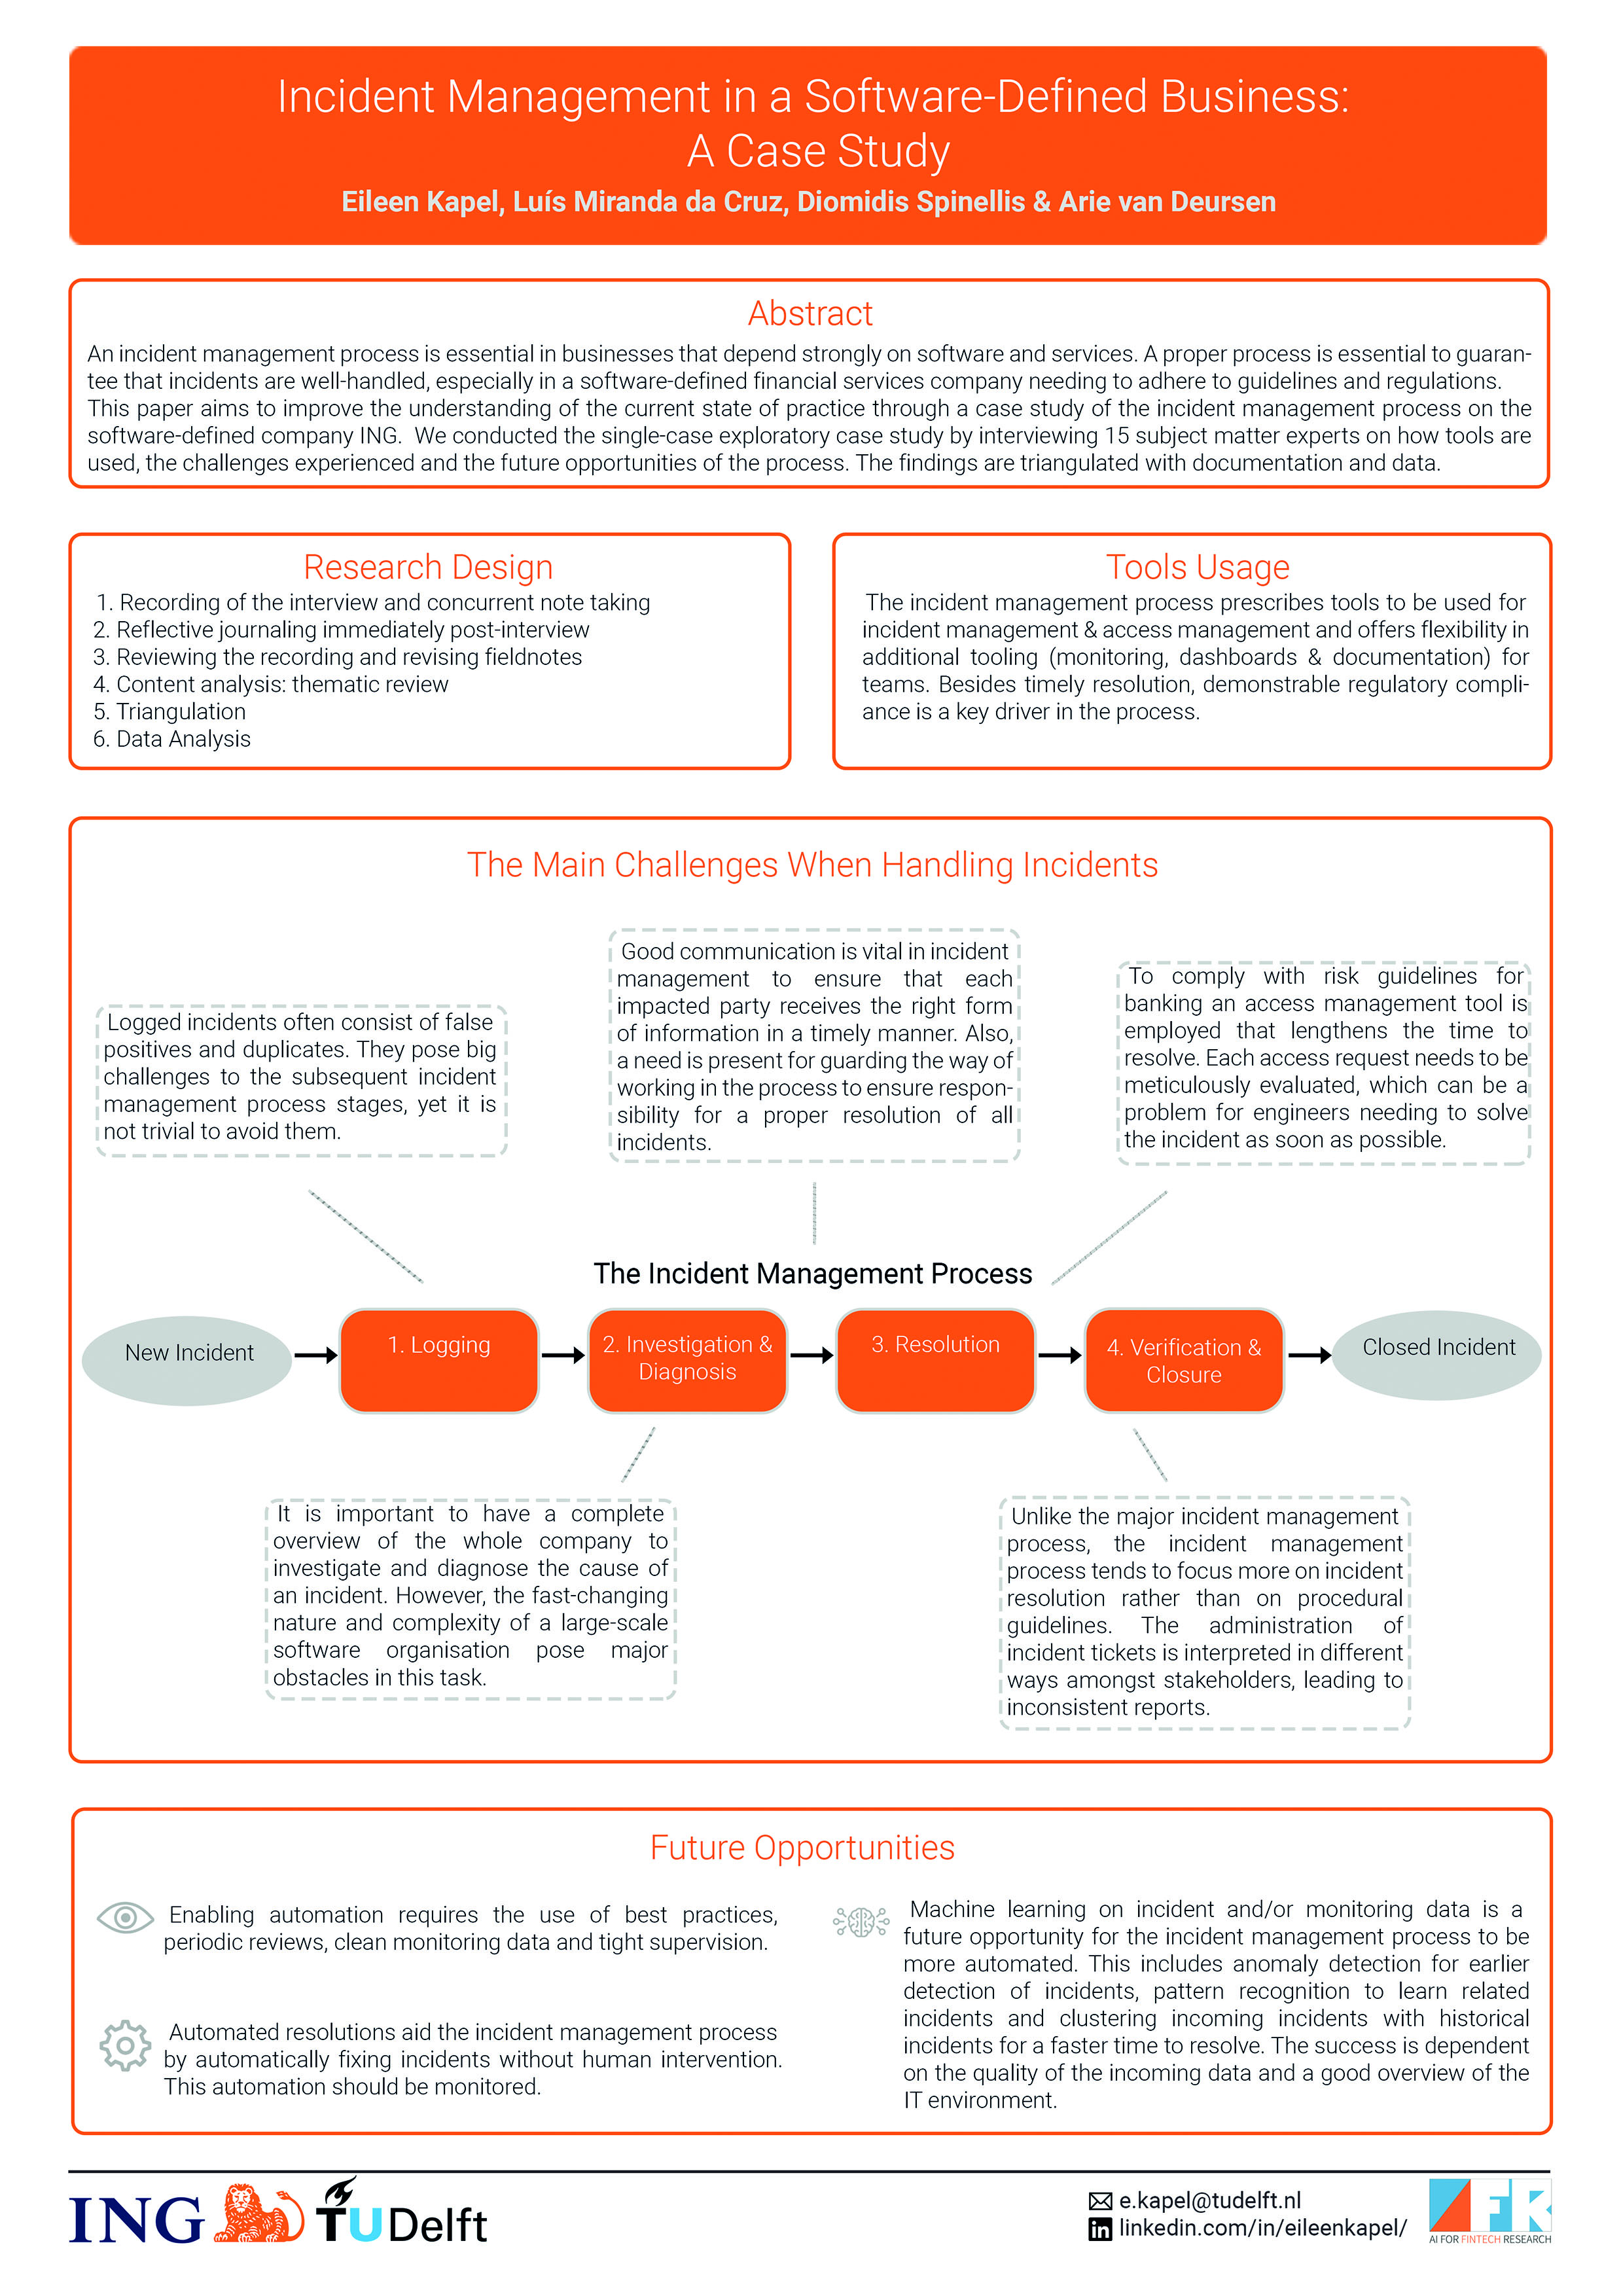 Incident Management in a Software-Defined Business:
A Case Study
Eileen Kapel, Luís Miranda da Cruz, Diomidis Spinellis & Arie van Deursen
Abstract
An incident management process is essential in businesses that depend strongly on software and services. A proper process is essential to guaran-
tee that incidents are well-handled, especially in a software-defined financial services company needing to adhere to guidelines and regulations.
This paper aims to improve the understanding of the current state of practice through a case study of the incident management process on the
software-defined company ING. We conducted the single-case exploratory case study by interviewing 15 subject matter experts on how tools are
used, the challenges experienced and the future opportunities of the process. The findings are triangulated with documentation and data.
Research Design
1. Recording of the interview and concurrent note taking
2. Reflective journaling immediately post-interview
3. Reviewing the recording and revising fieldnotes
4. Content analysis: thematic review
5. Triangulation
6. Data Analysis
Tools Usage
The incident management process prescribes tools to be used for
incident management & access management and offers flexibility in
additional tooling (monitoring, dashboards & documentation) for
teams. Besides timely resolution, demonstrable regulatory compli-
ance is a key driver in the process.
The Main Challenges When Handling Incidents
Logged incidents often consist of false
positives and duplicates. They pose big
challenges to the subsequent incident
management process stages, yet it is
not trivial to avoid them.
Good communication is vital in incident
management to ensure that each
impacted party receives the right form
of information in a timely manner. Also,
a need is present for guarding the way of
working in the process to ensure respon-
sibility for a proper resolution of all
incidents.
To comply with risk guidelines for
banking an access management tool is
employed that lengthens the time to
resolve. Each access request needs to be
meticulously evaluated, which can be a
problem for engineers needing to solve
the incident as soon as possible.
The Incident Management Process
New Incident
1. Logging
2. Investigation &
Diagnosis
3. Resolution
4. Verification &
Closure
Closed Incident
It is important to have a complete
overview of the whole company to
investigate and diagnose the cause of
an incident. However, the fast-changing
nature and complexity of a large-scale
software organisation pose major
obstacles in this task.
Unlike the major incident management
process, the incident management
process tends to focus more on incident
resolution rather than on procedural
guidelines. The administration of
incident tickets is interpreted in different
ways amongst stakeholders, leading to
inconsistent reports.
Future Opportunities
Enabling automation requires the use of best practices,
periodic reviews, clean monitoring data and tight supervision.
Automated resolutions aid the incident management process
by automatically fixing incidents without human intervention.
This automation should be monitored.
Machine learning on incident and/or monitoring data is a
future opportunity for the incident management process to be
more automated. This includes anomaly detection for earlier
detection of incidents, pattern recognition to learn related
incidents and clustering incoming incidents with historical
incidents for a faster time to resolve. The success is dependent
on the quality of the incoming data and a good overview of the
IT environment.
ING
TU Delft
e.kapel@tudelft.nl
in linkedin.com/in/eileenkapel/
AFR
AI FOR FINTECH RESEARCH